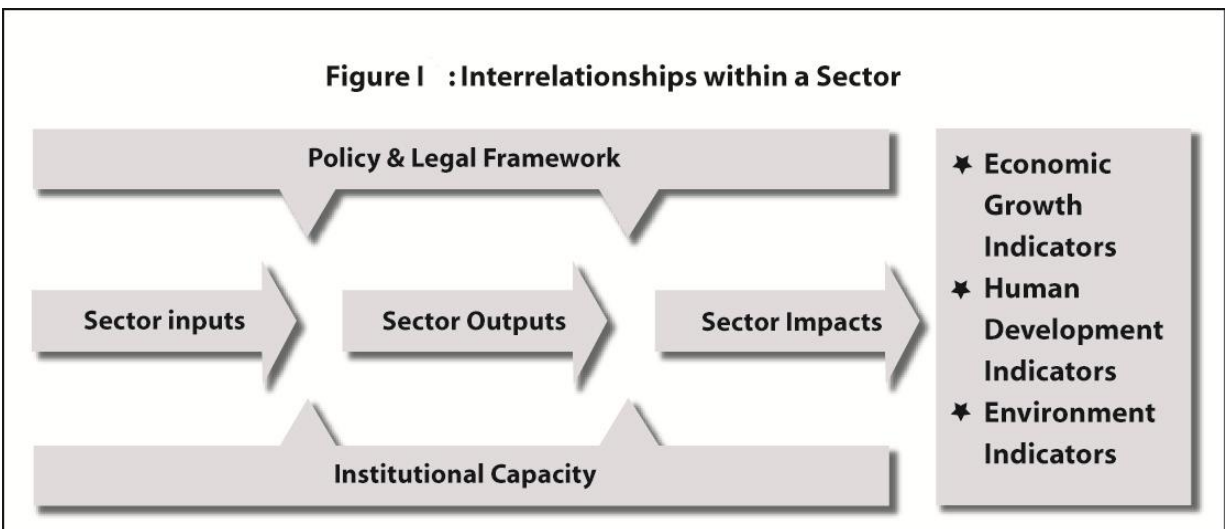 Figure I : Interrelationships within a Sector
Policy & Legal Framework
Sector inputs
Sector Outputs
Sector Impacts
Institutional Capacity
★ Economic
Growth
Indicators
★ Human
Development
Indicators
★ Environment
Indicators